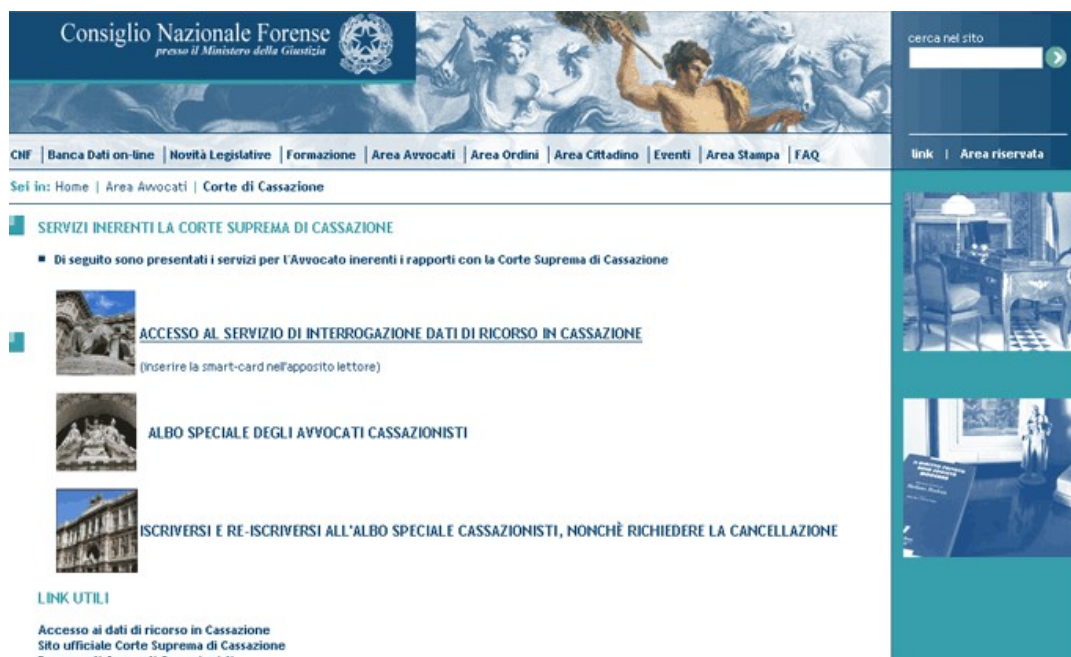 Consiglio Nazionale Forense
presso il Ministero della Giustizia
cerca nel sito
CNF | Banca Dati on-line | Novità Legislative | Formazione | Area Avvocati | Area Ordini | Area Cittadino | Eventi | Area Stampa | FAQ
link | Area riservata
Sei in: Home | Area Avvocati | Corte di Cassazione
SERVIZI INERENTI LA CORTE SUPREMA DI CASSAZIONE
Di seguito sono presentati i servizi per l'Avvocato inerenti i rapporti con la Corte Suprema di Cassazione
ACCESSO AL SERVIZIO DI INTERROGAZIONE DATI DI RICORSO IN CASSAZIONE
(inserire la smart-card nell'apposito lettore)
ALBO SPECIALE DEGLI AVVOCATI CASSAZIONISTI
ISCRIVERSI E RE-ISCRIVERSI ALL'ALBO SPECIALE CASSAZIONISTI, NONCHÈ RICHIEDERE LA CANCELLAZIONE
LINK UTILI
Accesso ai dati di ricorso in Cassazione
Sito ufficiale Corte Suprema di Cassazione